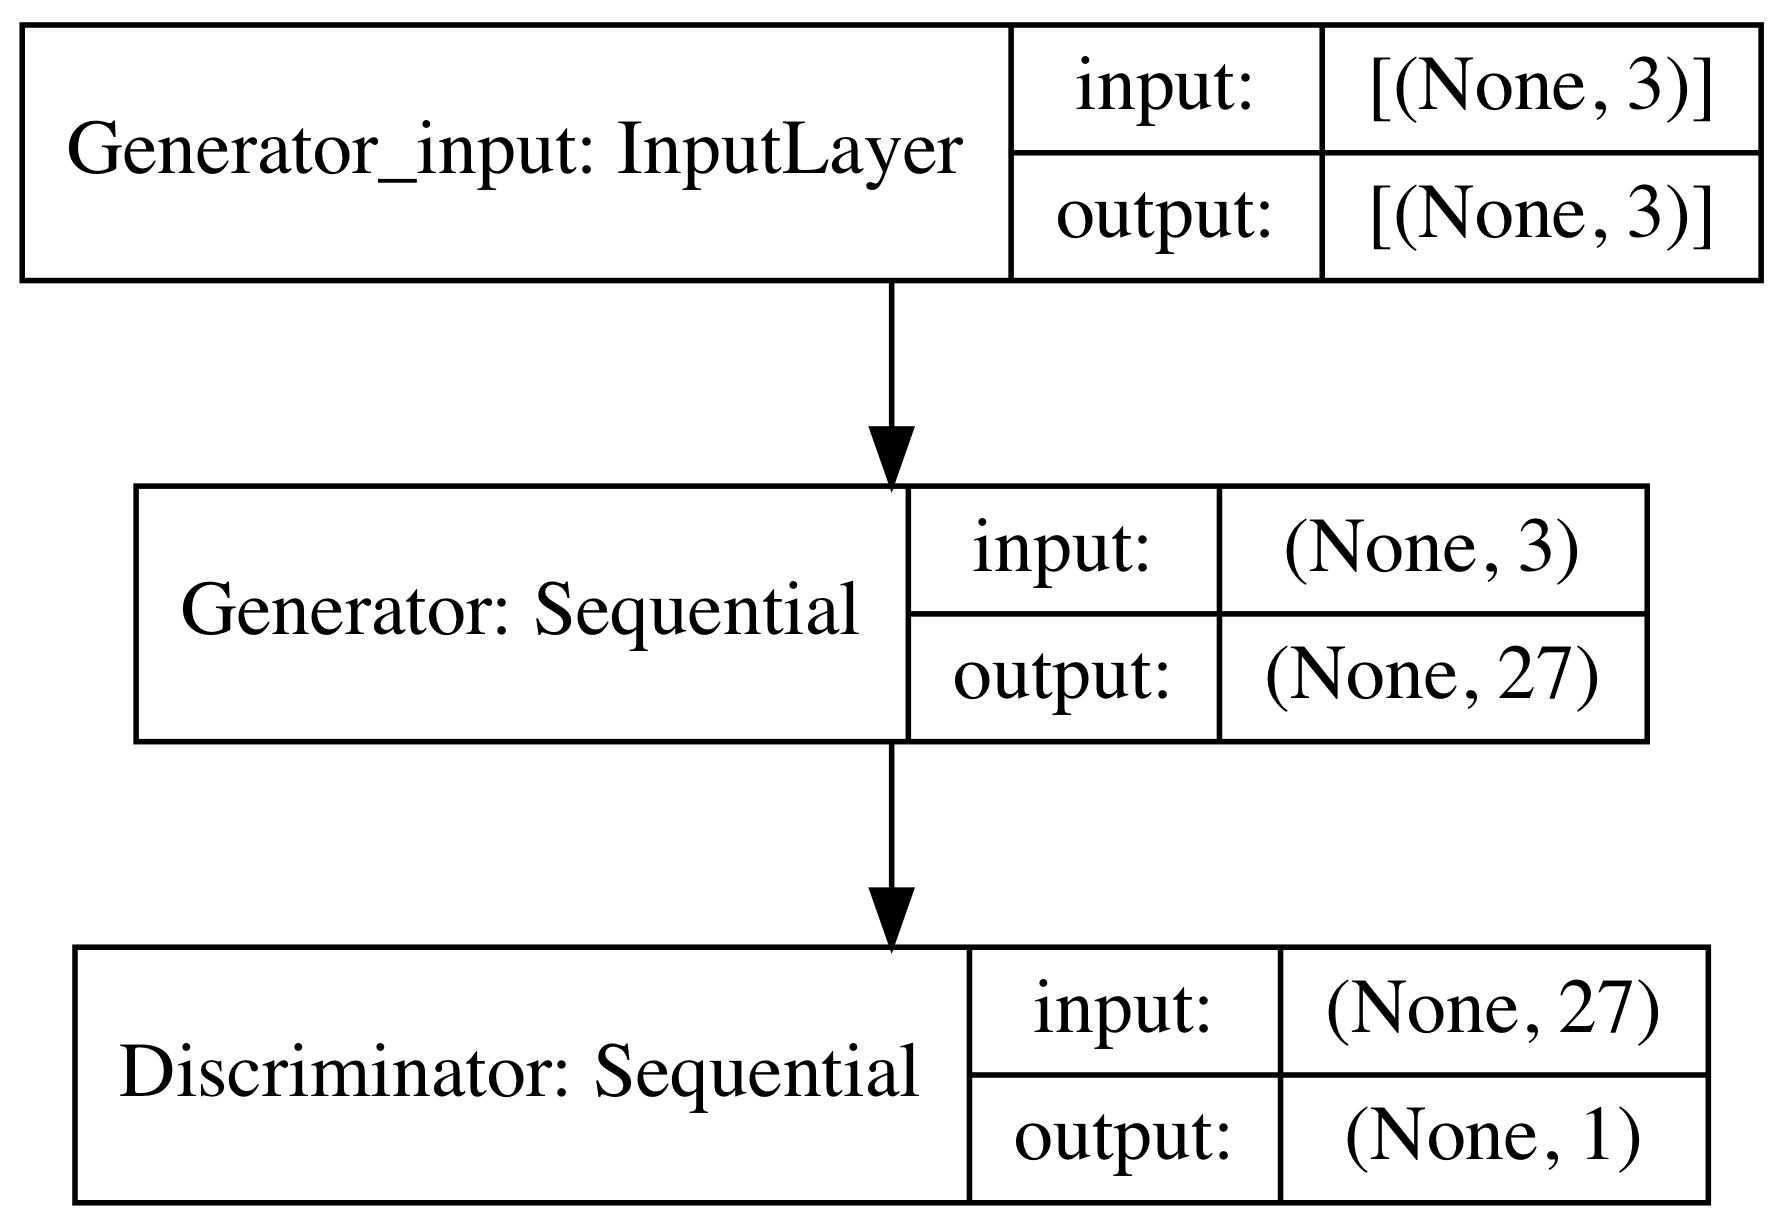 Generator_input: InputLayer
input:
[(None, 3)]
output:
[(None, 3)]
Generator: Sequential
input:
(None, 3)
output:
(None, 27)
Discriminator: Sequential
input:
(None, 27)
output:
(None, 1)